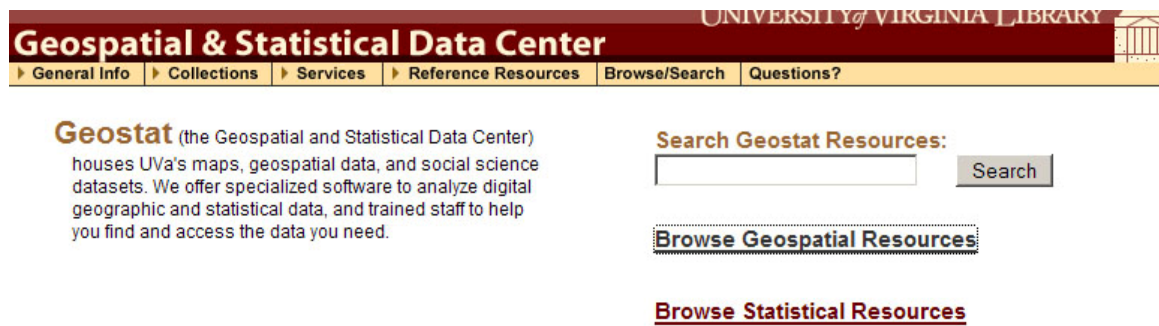 UNIVERSITY of VIRGINIA LIBRARY
Geospatial & Statistical Data Center
General Info Collections Services Reference Resources Browse/Search Questions?
Geostat (the Geospatial and Statistical Data Center)
houses UVa's maps, geospatial data, and social science
datasets. We offer specialized software to analyze digital
geographic and statistical data, and trained staff to help
you find and access the data you need.
Search Geostat Resources:
Search
Browse Geospatial Resources
Browse Statistical Resources